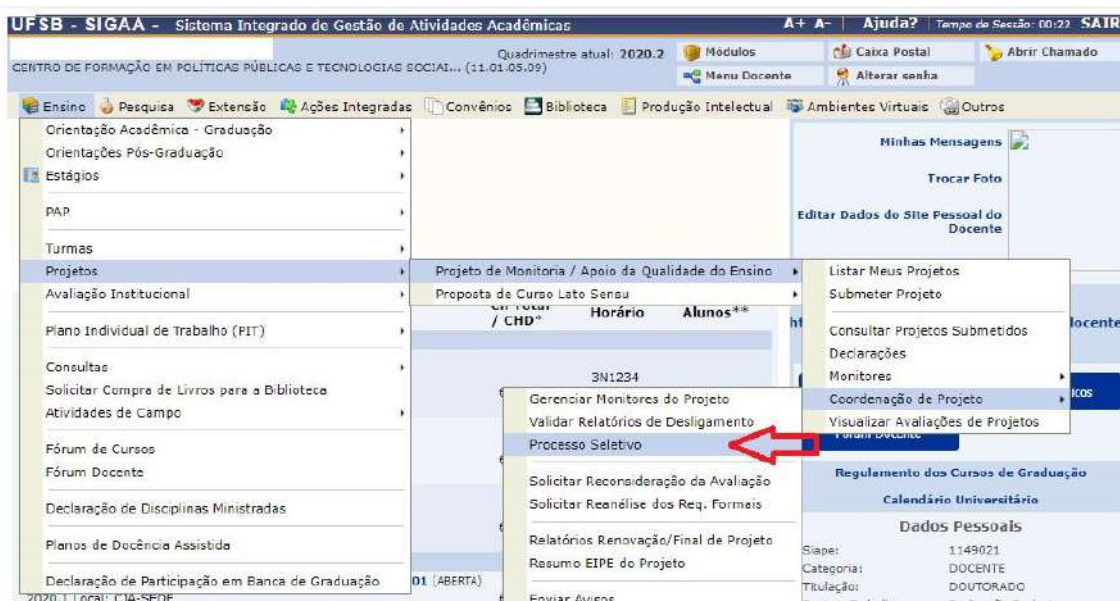 UFSB - SIGAA - Sistema Integrado de Gestão de Atividades Acadêmicas
A+ A- | Ajuda? | Tempo de Sessão: 00:22 SAIR
Quadrimestre atual: 2020.2
CENTRO DE FORMAÇÃO EM POLÍTICAS PÚBLICAS E TECNOLOGIAS SOCIAI... (11.01.05.09)
Módulos
Caixa Postal
Abrir Chamado
Menu Docente
Alterar senha
Ensino Pesquisa Extensão Ações Integradas Convênios Biblioteca Produção Intelectual Ambientes Virtuais Outros
Orientação Acadêmica - Graduação
Orientações Pós-Graduação
Estágios
PAP
Turmas
Projetos
Avaliação Institucional
Plano Individual de Trabalho (PIT)
Consultas
Solicitar Compra de Livros para a Biblioteca
Atividades de Campo
Fórum de Cursos
Fórum Docente
Declaração de Disciplinas Ministradas
Planos de Docência Assistida
Declaração de Participação em Banca de Graduação
Projeto de Monitoria / Apoio da Qualidade do Ensino
Proposta de Curso Lato Sensu
/ CHD*
Horário
Alunos**
3N1234
Listar Meus Projetos
Submeter Projeto
Consultar Projetos Submetidos
Declarações
Monitores
Coordenação de Projeto
Visualizar Avaliações de Projetos
Gerenciar Monitores do Projeto
Validar Relatórios de Desligamento
Processo Seletivo
Solicitar Reconsideração da Avaliação
Solicitar Reanálise dos Req. Formais
Relatórios Renovação/Final de Projeto
Resumo EIPE do Projeto
Enviar Avisos
01 (ABERTA)
2020.1 Local: CJA-SEDE
Minhas Mensagens
Trocar Foto
Editar Dados do Site Pessoal do
Docente
Fórum Docente
Regulamento dos Cursos de Graduação
Calendário Universitário
Dados Pessoais
Siape: 1149021
Categoria: DOCENTE
Titulação: DOUTORADO